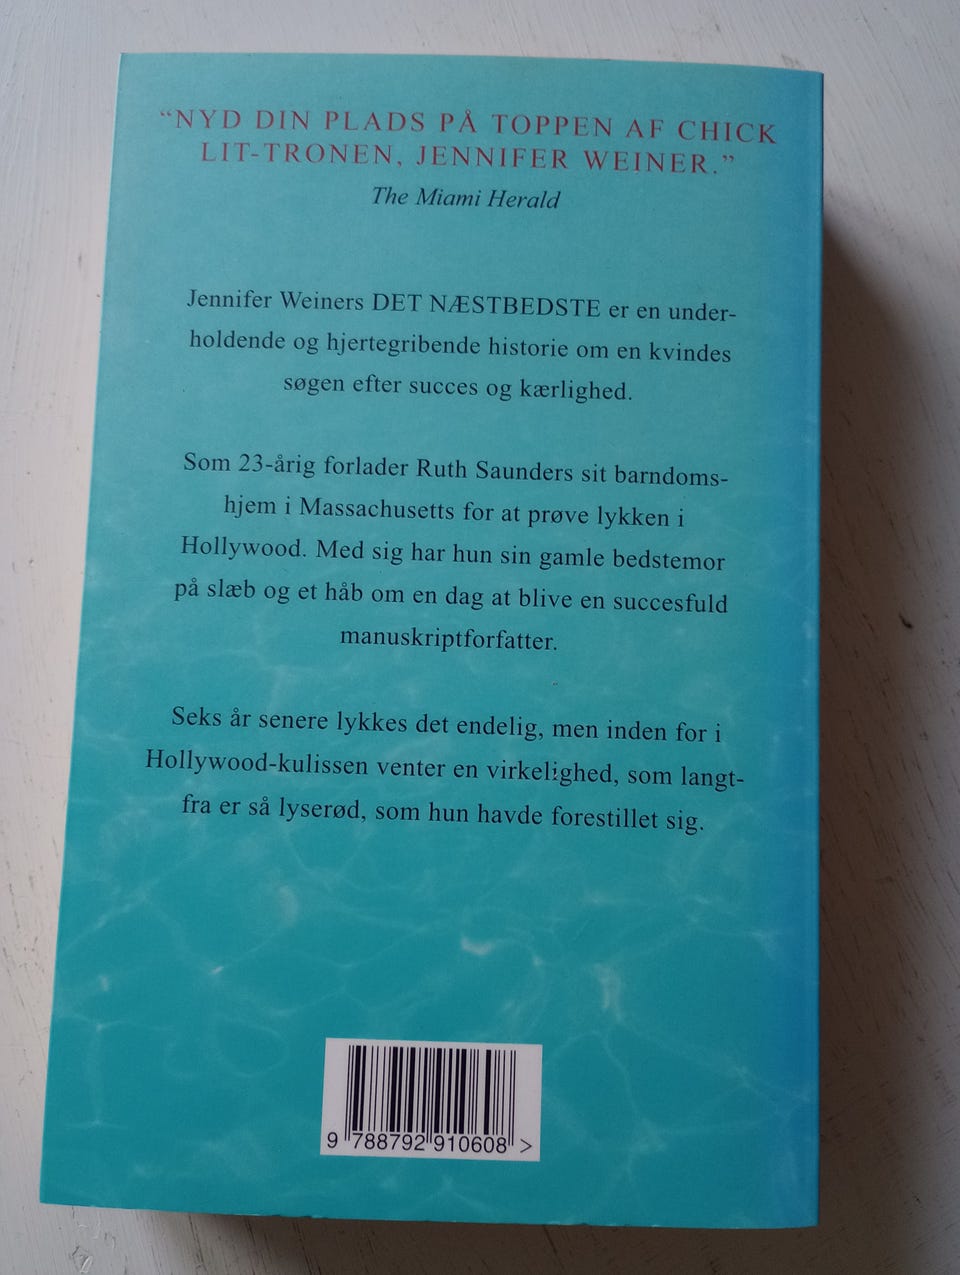 “NYD DIN PLADS PÅ TOPPEN AF CHICK
LIT-TRONEN, JENNIFER WEINER.”
The Miami Herald
Jennifer Weiners DET NÆSTBEDSTE er en under-
holdende og hjertegribende historie om en kvindes
søgen efter succes og kærlighed.
Som 23-årig forlader Ruth Saunders sit barndoms-
hjem i Massachusetts for at prøve lykken i
Hollywood. Med sig har hun sin gamle bedstemor
på slæb og et håb om en dag at blive en succesfuld
manuskriptforfatter.
Seks år senere lykkes det endelig, men inden for i
Hollywood-kulissen venter en virkelighed, som langt-
fra er så lyserød, som hun havde forestillet sig.
9 788792 910608 >